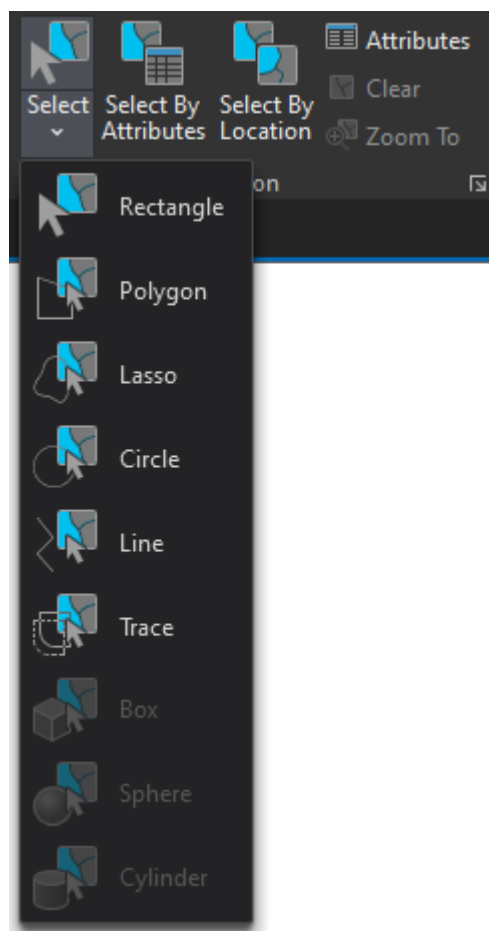 Select
Select By
Attributes
Select By
Location
Attributes
Clear
Zoom To
on
Rectangle
Polygon
Lasso
Circle
Line
Trace
Box
Sphere
Cylinder